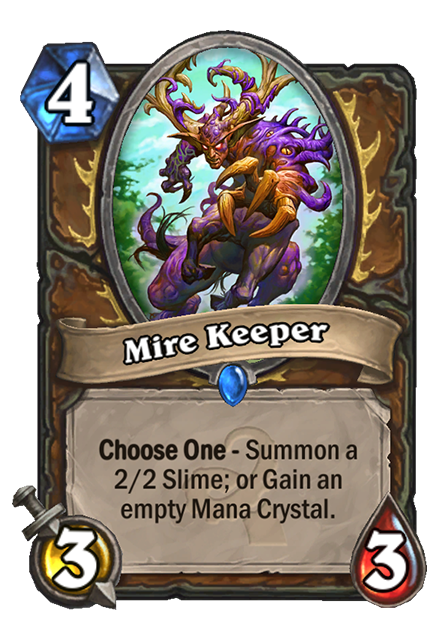 4
Mire Keeper
Choose One - Summon a
2/2 Slime; or Gain an
empty Mana Crystal.
3
3